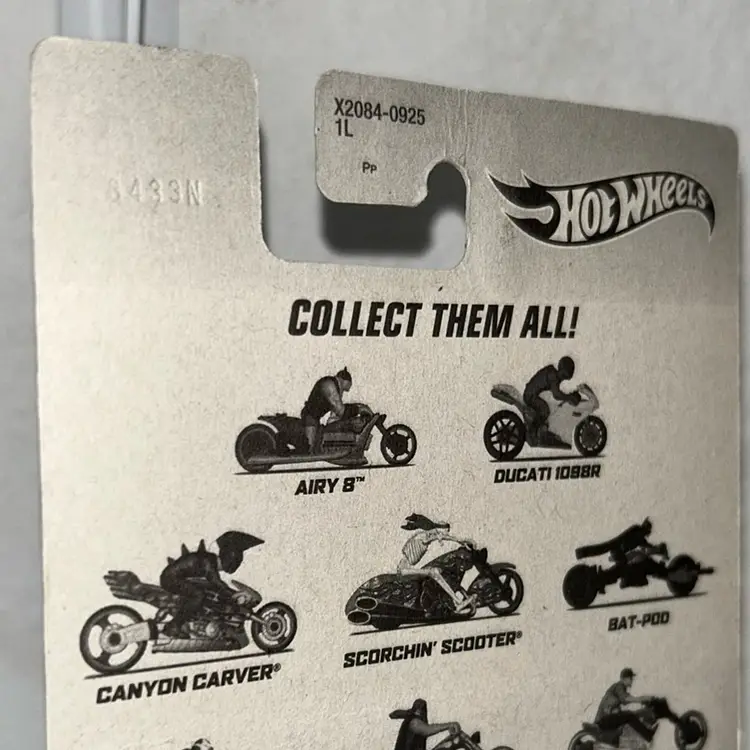 X2084-0925
1L
Pp
8433N
HOT WHEELS
COLLECT THEM ALL!
AIRY 8™
DUCATI 1098R
CANYON CARVER®
SCORCHIN' SCOOTER®
BAT-POD